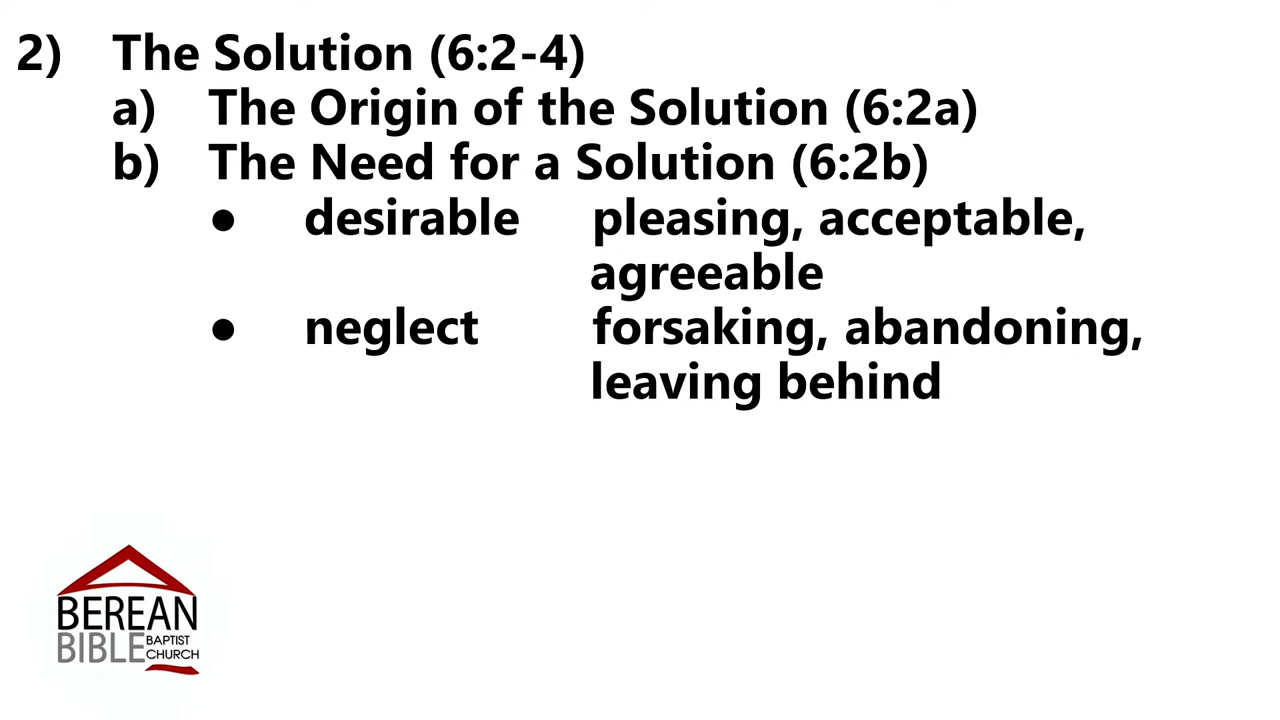 2) The Solution (6:2-4)
a) The Origin of the Solution (6:2a)
b) The Need for a Solution (6:2b)
● desirable pleasing, acceptable,
agreeable
● neglect forsaking, abandoning,
leaving behind
BEREAN
BIBLE BAPTIST
CHURCH